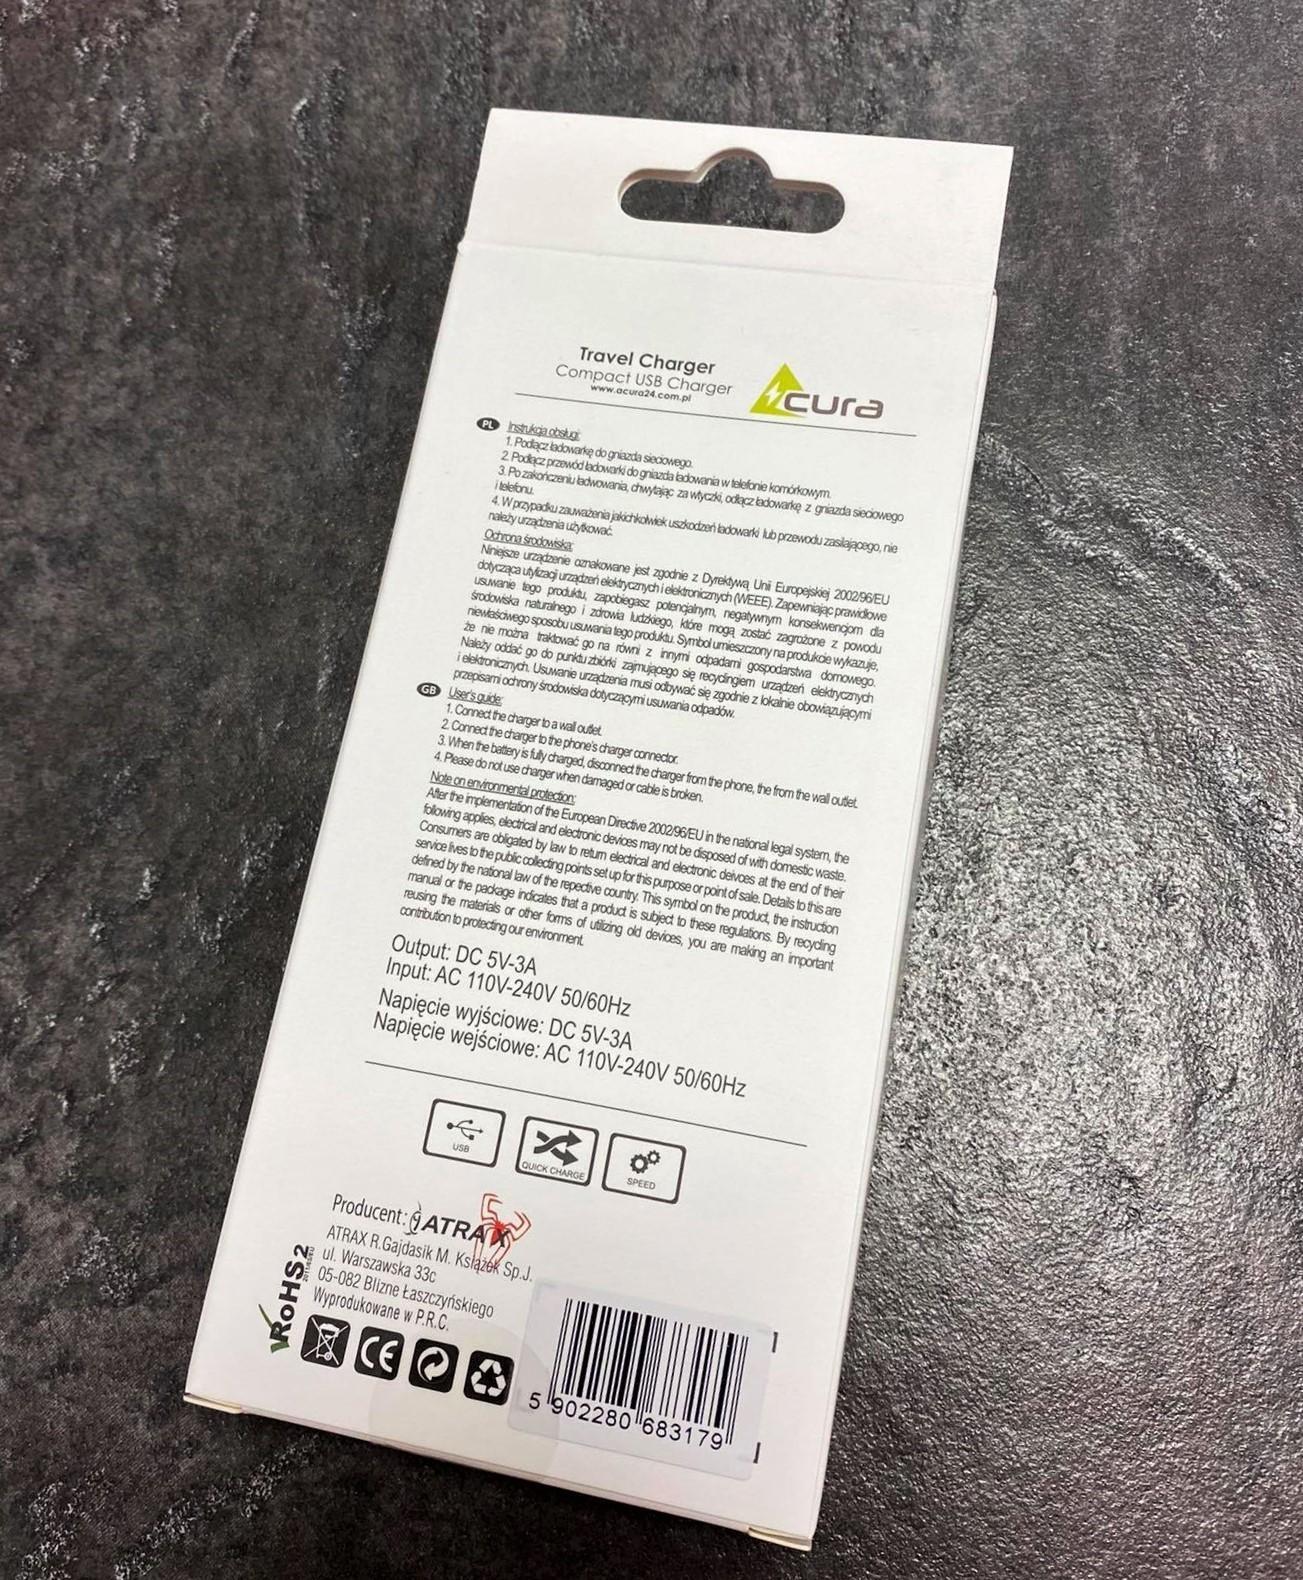 Travel Charger
Compact USB Charger
www.acura24.com.pl
Acura
PL
Instrukcja obsługi:
1. Podłącz ładowarkę do gniazda sieciowego.
2. Podłącz przewód ładowarki do gniazda ładowania w telefonie komórkowym.
3. Po zakończeniu ładwowania, chwytając za wtyczki, odłącz ładowarkę z gniazda sieciowego
i telefonu.
4. W przypadku zauważenia jakichkolwiek uszkodzeń ładowarki lub przewodu zasilającego, nie
należy urządzenia użytkować.
Ochrona środowiska:
Niniejsze urządzenie oznakowane jest zgodnie z Dyrektywą Unii Europejskiej 2002/96/EU
dotycząca utylizacji urządzeń elektrycznych i elektronicznych (WEEE). Zapewniając prawidłowe
usuwanie tego produktu, zapobiegasz potencjalnym, negatywnym konsekwencjom dla
środowiska naturalnego i zdrowia ludzkiego, które mogą zostać zagrożone z powodu
niewłaściwego sposobu usuwania tego produktu. Symbol umieszczony na produkcie wykazuje,
że nie można traktować go na równi z innymi odpadami gospodarstwa domowego.
Należy oddać go do punktu zbiórki zajmującego się recyclingiem urządzeń elektrycznych
i elektronicznych. Usuwanie urządzenia musi odbywać się zgodnie z lokalnie obowiązującymi
przepisami ochrony środowiska dotyczącymi usuwania odpadów.
GB
User's guide:
1. Connect the charger to a wall outlet.
2. Connect the charger to the phone's charger connector.
3. When the battery is fully charged, disconnect the charger from the phone, the from the wall outlet.
4. Please do not use charger when damaged or cable is broken.
Note on environmental protection:
After the implementation of the European Directive 2002/96/EU in the national legal system, the
following applies, electrical and electronic devices may not be disposed of with domestic waste.
Consumers are obligated by law to return electrical and electronic deivces at the end of their
service lives to the public collecting points set up for this purpose or point of sale. Details to this are
defined by the national law of the repective country. This symbol on the product, the instruction
manual or the package indicates that a product is subject to these regulations. By recycling
reusing the materials or other forms of utilizing old devices, you are making an important
contribution to protecting our environment.
Output: DC 5V-3A
Input: AC 110V-240V 50/60Hz
Napięcie wyjściowe: DC 5V-3A
Napięcie wejściowe: AC 110V-240V 50/60Hz
USB
QUICK CHARGE
SPEED
Producent: ATRAX
ATRAX R.Gajdasik M. Książek Sp.J.
ul. Warszawska 33c
05-082 Blizne Łaszczyńskiego
Wyprodukowane w P.R.C.
RoHS2
CE
5 902280 683179